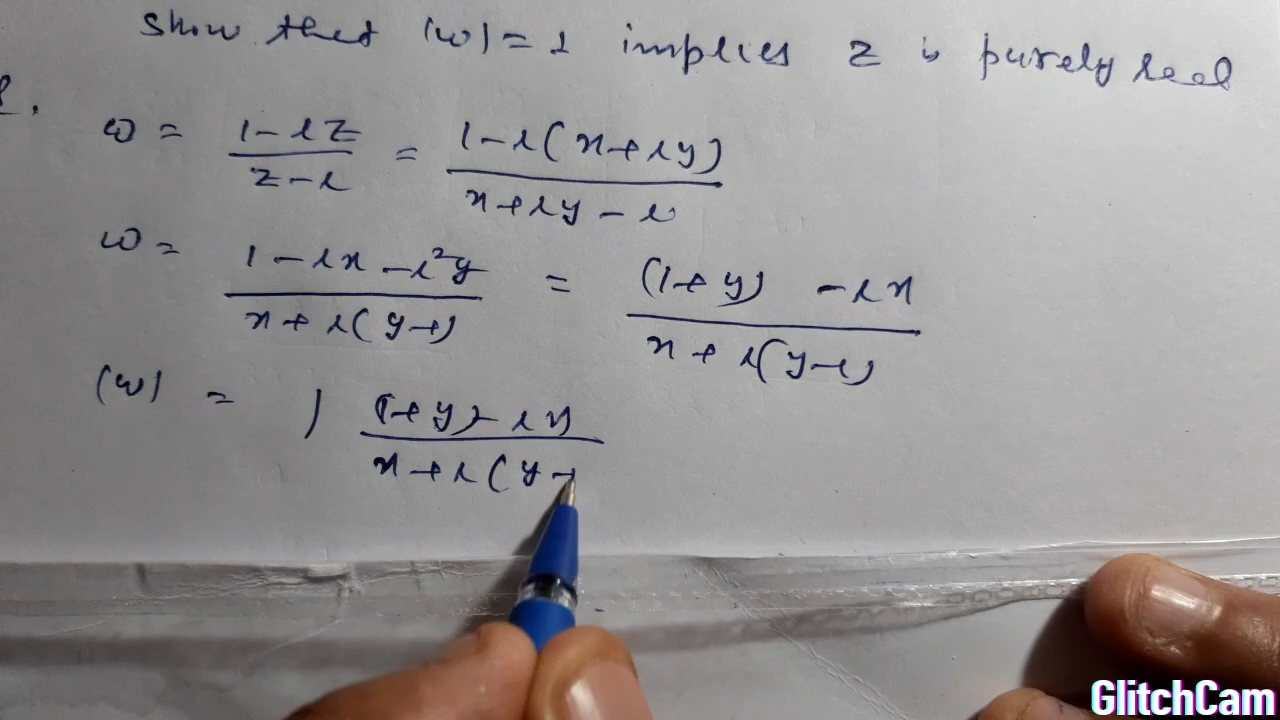 Show that |w| = 1 implies z is purely real
w = (1 - iz)/(z - i) = (1 - i(x + iy))/(x + iy - i)
w = (1 - ix - i²y)/(x + i(y-1)) = ((1 + y) - ix)/(x + i(y-1))
|w| = | ((1 + y) - ix)/(x + i(y -
GlitchCam